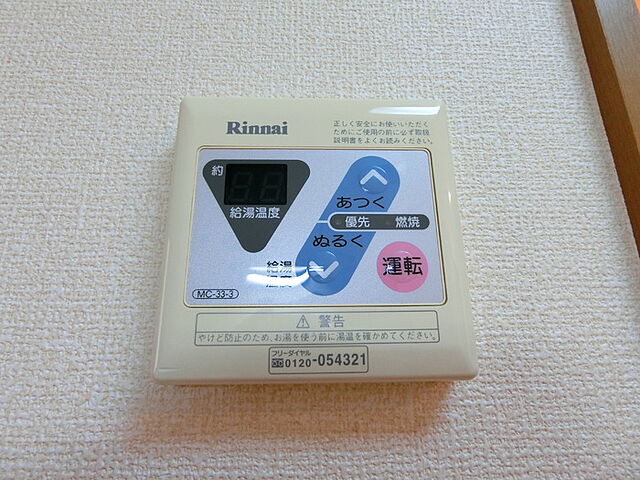 Rinnai
正しく安全にお使いいただく
ためにご使用の前に必ず取扱
説明書をよくお読みください。
約
給湯温度
あつく
優先 燃焼
ぬるく
給湯
温度
運転
MC-33-3
警告
やけど防止のため、お湯を使う前に湯温を確かめてください。
フリーダイヤル
0120-054321